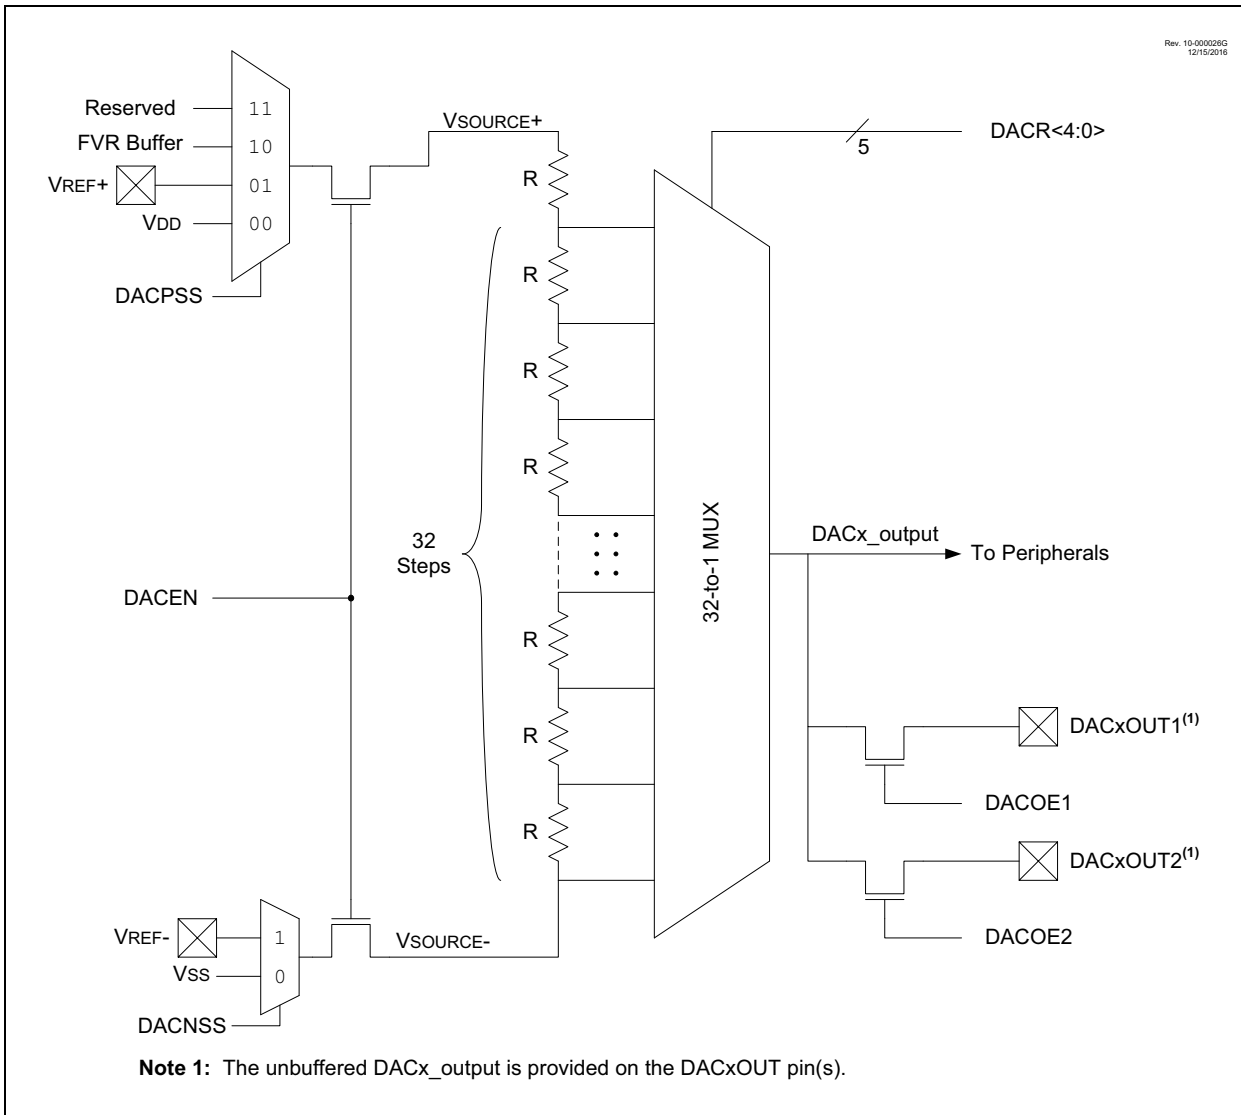 Rev. 10-000026G
12/15/2016
Reserved
11
FVR Buffer
10
VREF+
01
VDD
00
DACPSS
VSOURCE+
R
R
R
R
R
R
R
32
Steps
DACEN
32-to-1 MUX
5
DACR<4:0>
DACx_output
To Peripherals
DACxOUT1(1)
DACOE1
DACxOUT2(1)
DACOE2
VREF-
1
VSS
0
VSOURCE-
DACNSS
Note 1: The unbuffered DACx_output is provided on the DACxOUT pin(s).